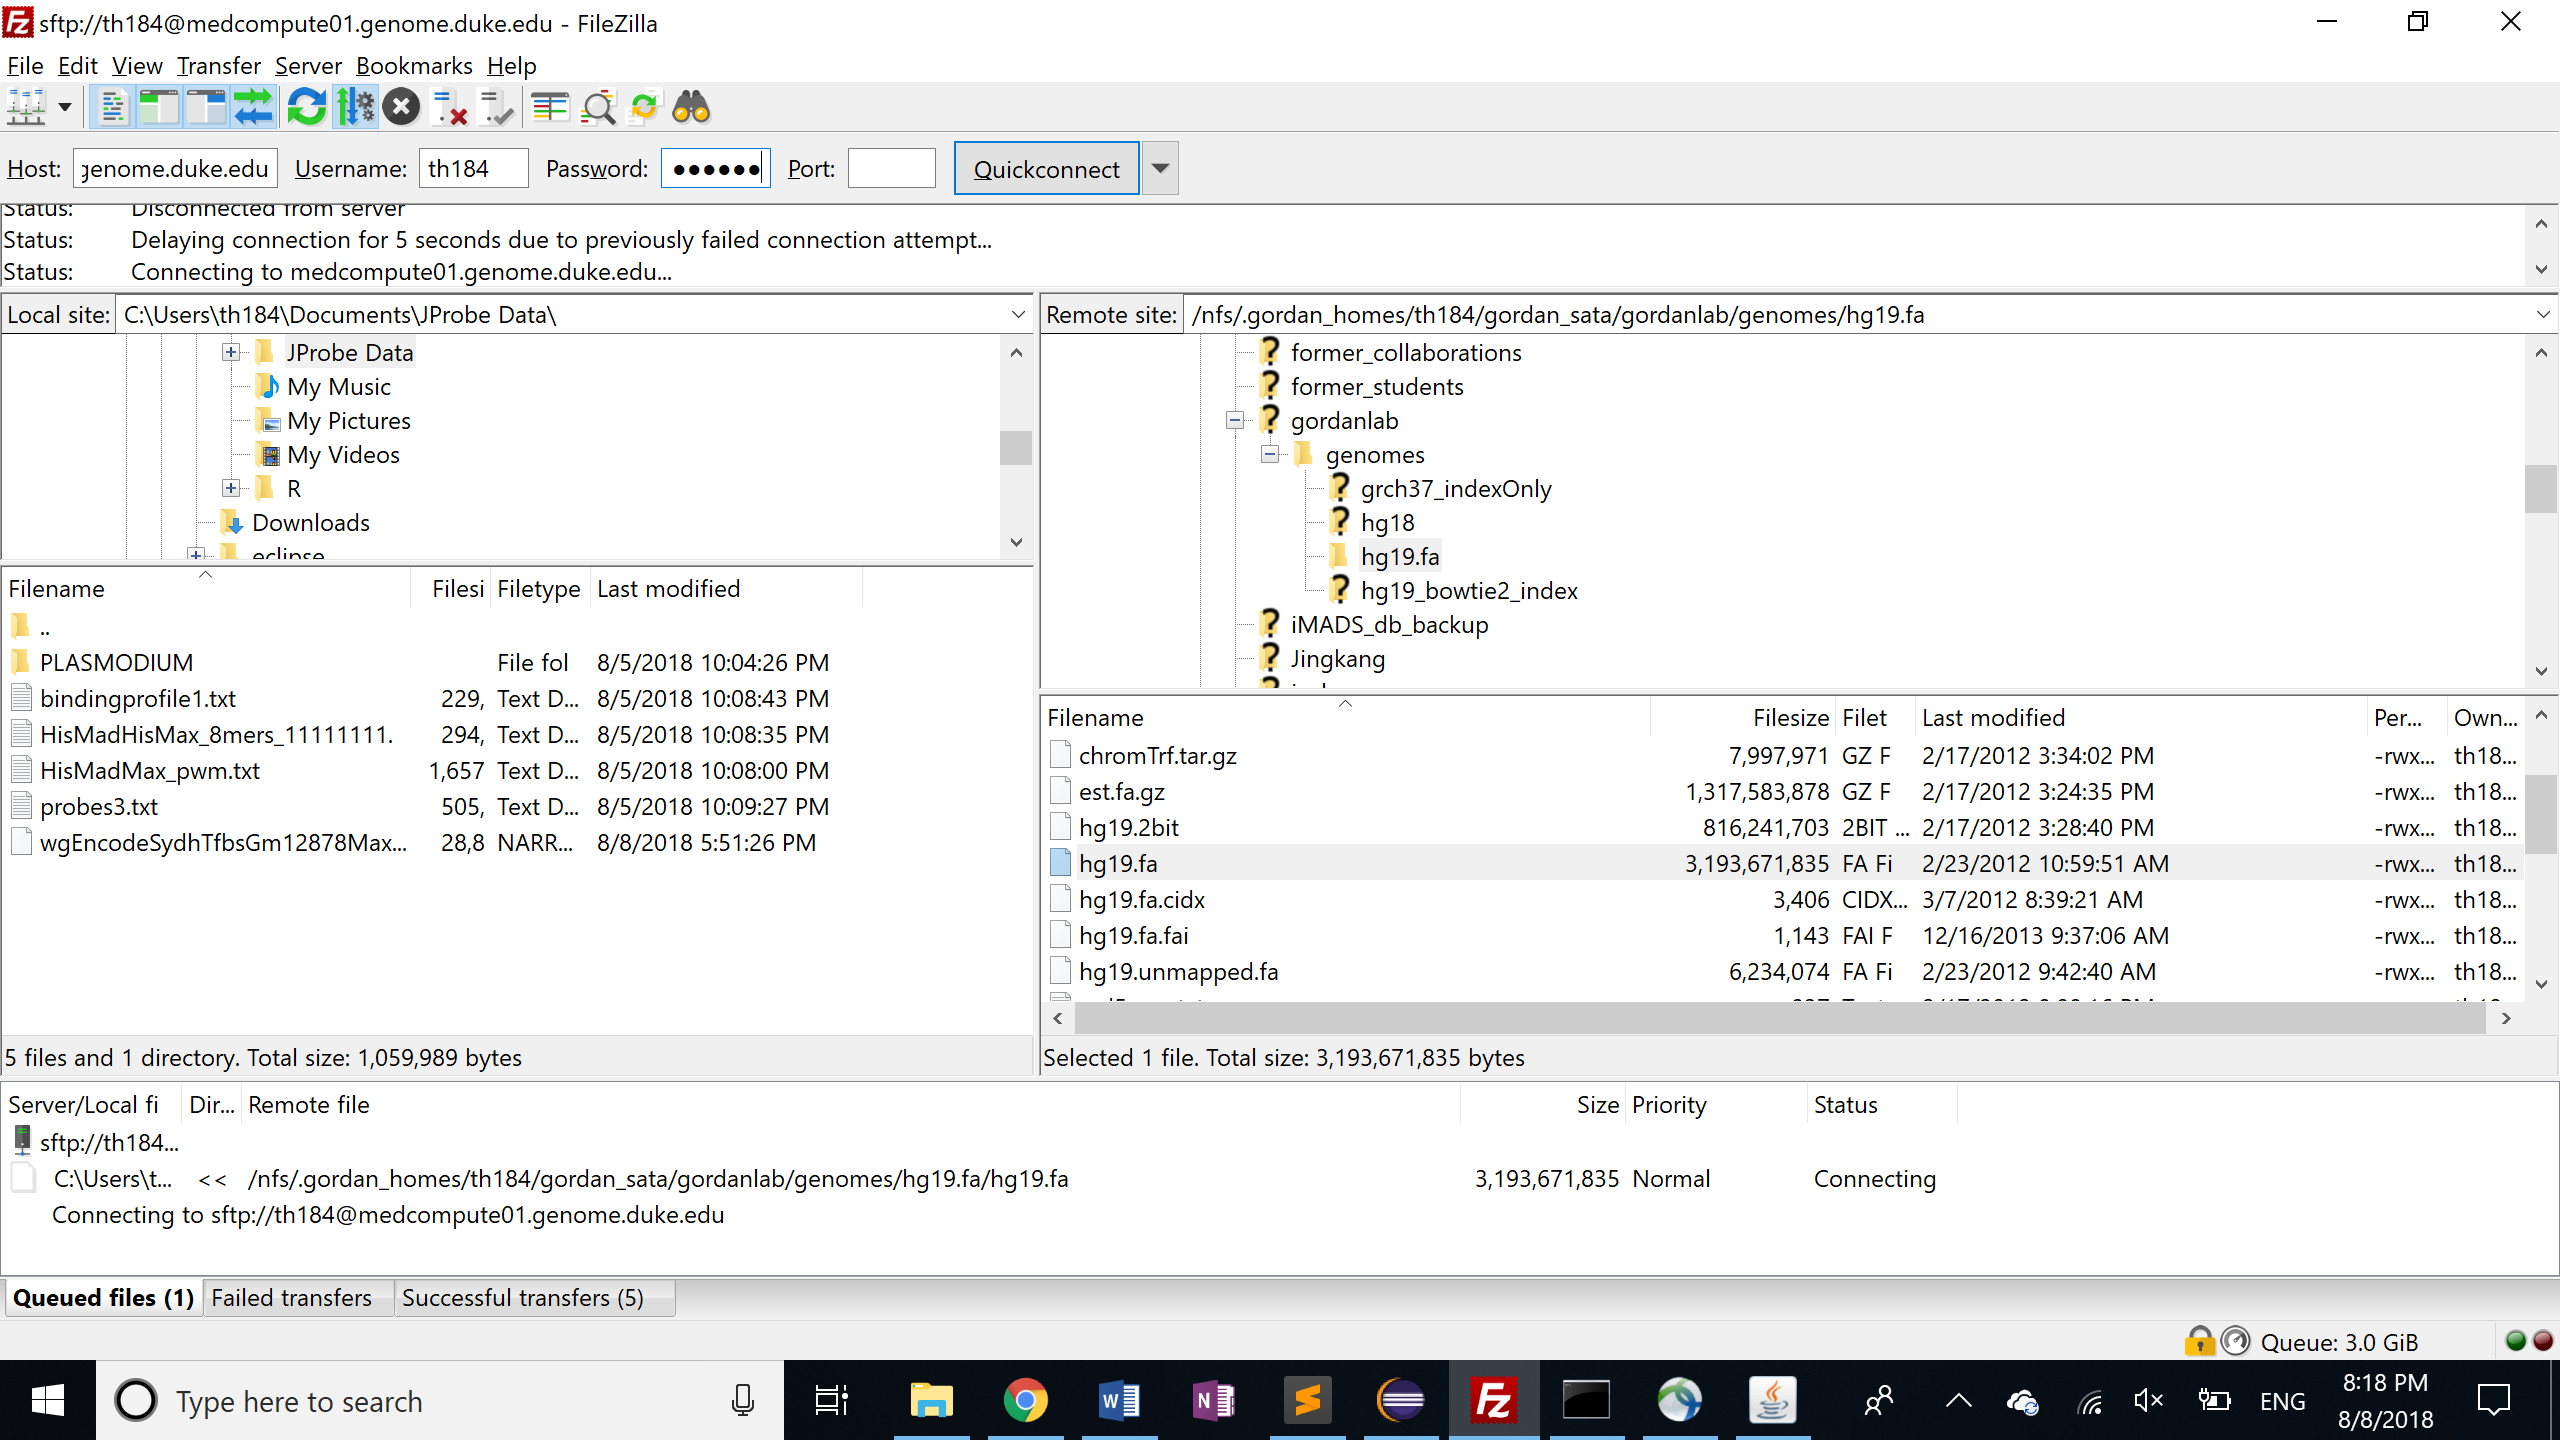 sftp://th184@medcompute01.genome.duke.edu - FileZilla
File Edit View Transfer Server Bookmarks Help
Host: genome.duke.edu Username: th184 Password: ●●●●●● Port: Quickconnect
Status: Disconnected from server
Status: Delaying connection for 5 seconds due to previously failed connection attempt...
Status: Connecting to medcompute01.genome.duke.edu...
Local site: C:\Users\th184\Documents\JProbe Data\
JProbe Data
My Music
My Pictures
My Videos
R
Downloads
eclipse
Filename Filesi Filetype Last modified
..
PLASMODIUM File fol 8/5/2018 10:04:26 PM
bindingprofile1.txt 229, Text D... 8/5/2018 10:08:43 PM
HisMadHisMax_8mers_11111111. 294, Text D... 8/5/2018 10:08:35 PM
HisMadMax_pwm.txt 1,657 Text D... 8/5/2018 10:08:00 PM
probes3.txt 505, Text D... 8/5/2018 10:09:27 PM
wgEncodeSydhTfbsGm12878Max... 28,8 NARR... 8/8/2018 5:51:26 PM
5 files and 1 directory. Total size: 1,059,989 bytes
Remote site: /nfs/.gordan_homes/th184/gordan_sata/gordanlab/genomes/hg19.fa
former_collaborations
former_students
gordanlab
genomes
grch37_indexOnly
hg18
hg19.fa
hg19_bowtie2_index
iMADS_db_backup
Jingkang
Filename Filesize Filet Last modified Per... Own...
chromTrf.tar.gz 7,997,971 GZ F 2/17/2012 3:34:02 PM -rwx... th18...
est.fa.gz 1,317,583,878 GZ F 2/17/2012 3:24:35 PM -rwx... th18...
hg19.2bit 816,241,703 2BIT ... 2/17/2012 3:28:40 PM -rwx... th18...
hg19.fa 3,193,671,835 FA Fi 2/23/2012 10:59:51 AM -rwx... th18...
hg19.fa.cidx 3,406 CIDX... 3/7/2012 8:39:21 AM -rwx... th18...
hg19.fa.fai 1,143 FAI F 12/16/2013 9:37:06 AM -rwx... th18...
hg19.unmapped.fa 6,234,074 FA Fi 2/23/2012 9:42:40 AM -rwx... th18...
Selected 1 file. Total size: 3,193,671,835 bytes
Server/Local fi Dir... Remote file Size Priority Status
sftp://th184...
C:\Users\t... << /nfs/.gordan_homes/th184/gordan_sata/gordanlab/genomes/hg19.fa/hg19.fa 3,193,671,835 Normal Connecting
Connecting to sftp://th184@medcompute01.genome.duke.edu
Queued files (1) Failed transfers Successful transfers (5)
Queue: 3.0 GiB
Type here to search
ENG
8:18 PM
8/8/2018